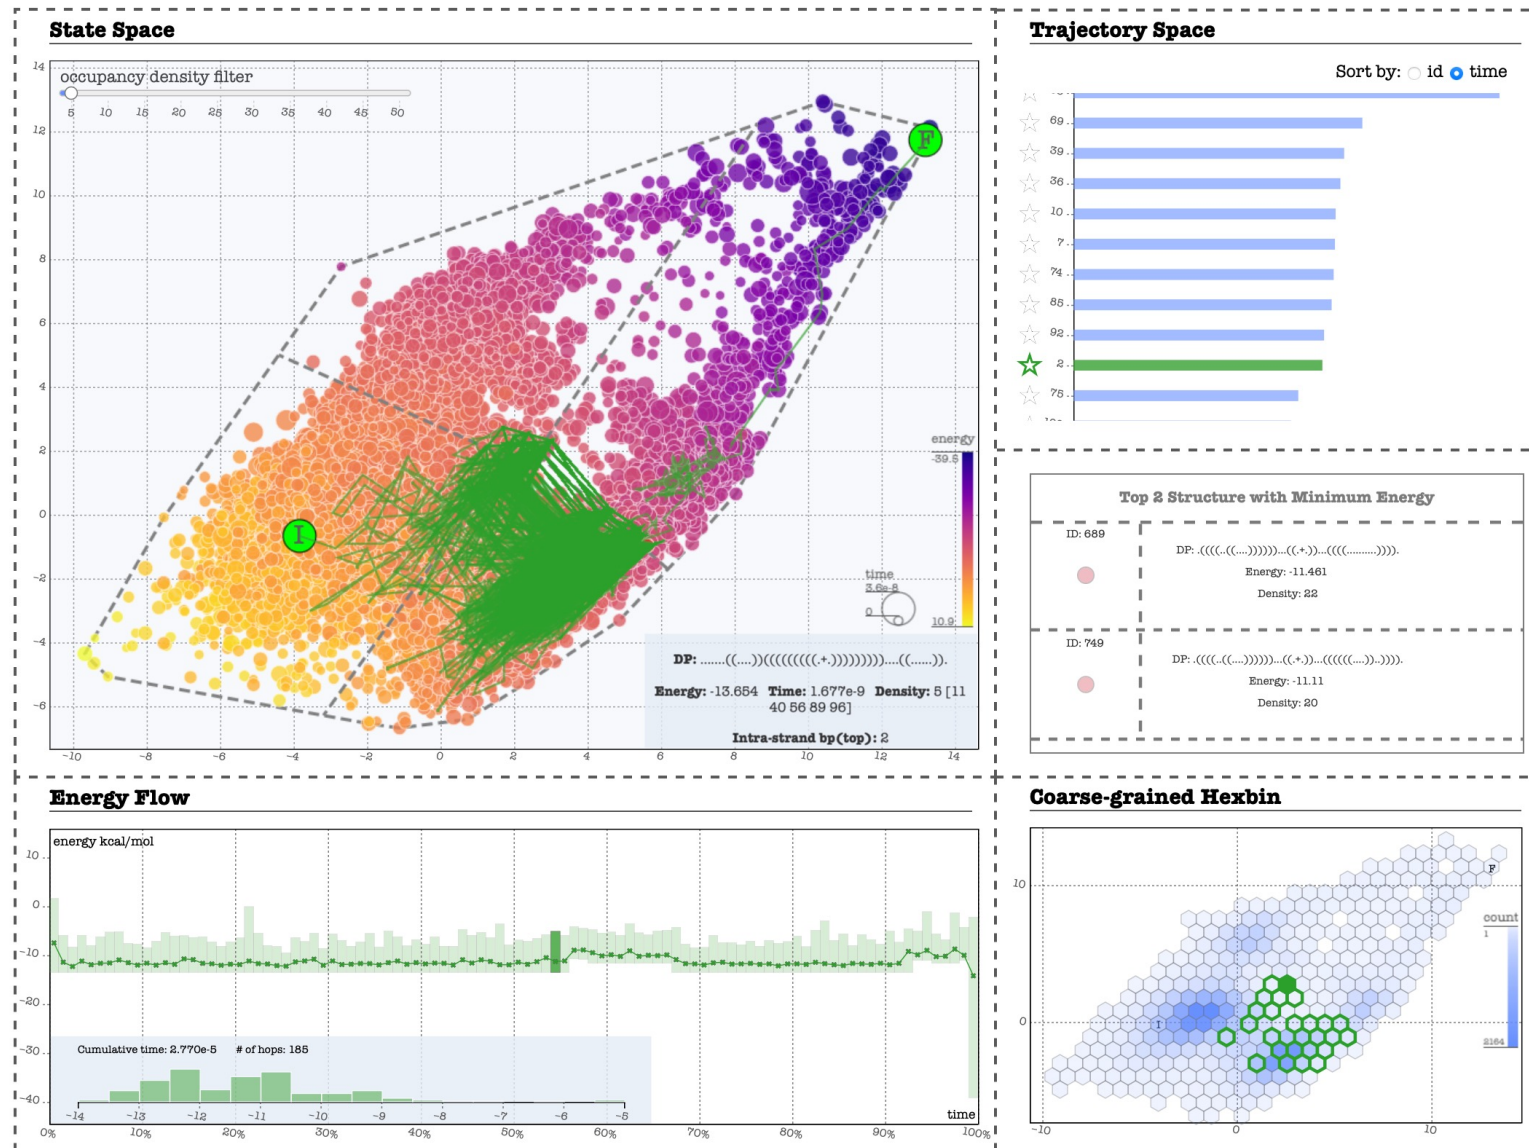 State Space
14
12
10
8
6
4
2
0
-2
-4
-6
occupancy density filter
5 10 15 20 25 31 36 40 45 50
F
I
energy
-39.5
10.9
time
3.6e-8
0
DP: .......((....))((((((((((.+.))))))))))....((......)).
Energy: -13.654 Time: 1.677e-9 Density: 5 [11
40 56 89 96]
Intra-strand bp(top): 2
-10 -8 -6 -4 -2 0 2 4 6 8 10 12 14
Trajectory Space
Sort by: id time
69
39
36
10
7
74
85
92
2
75
Top 2 Structure with Minimum Energy
ID: 689
DP: .((((..((....))))))...((.+.))...((((.........)))).
Energy: -11.461
Density: 22
ID: 749
DP: .((((..((....))))))...((.+.))...((((((....))..)))).
Energy: -11.11
Density: 20
Energy Flow
energy kcal/mol
10
0
-10
-20
-30
-40
Cumulative time: 2.770e-5 # of hops: 185
-14 -13 -12 -11 -10 -9 -8 -7 -6 -5
time
0% 10% 20% 30% 40% 50% 60% 70% 80% 90% 100%
Coarse-grained Hexbin
10
0
F
I
count
1
2164
-10 0 10